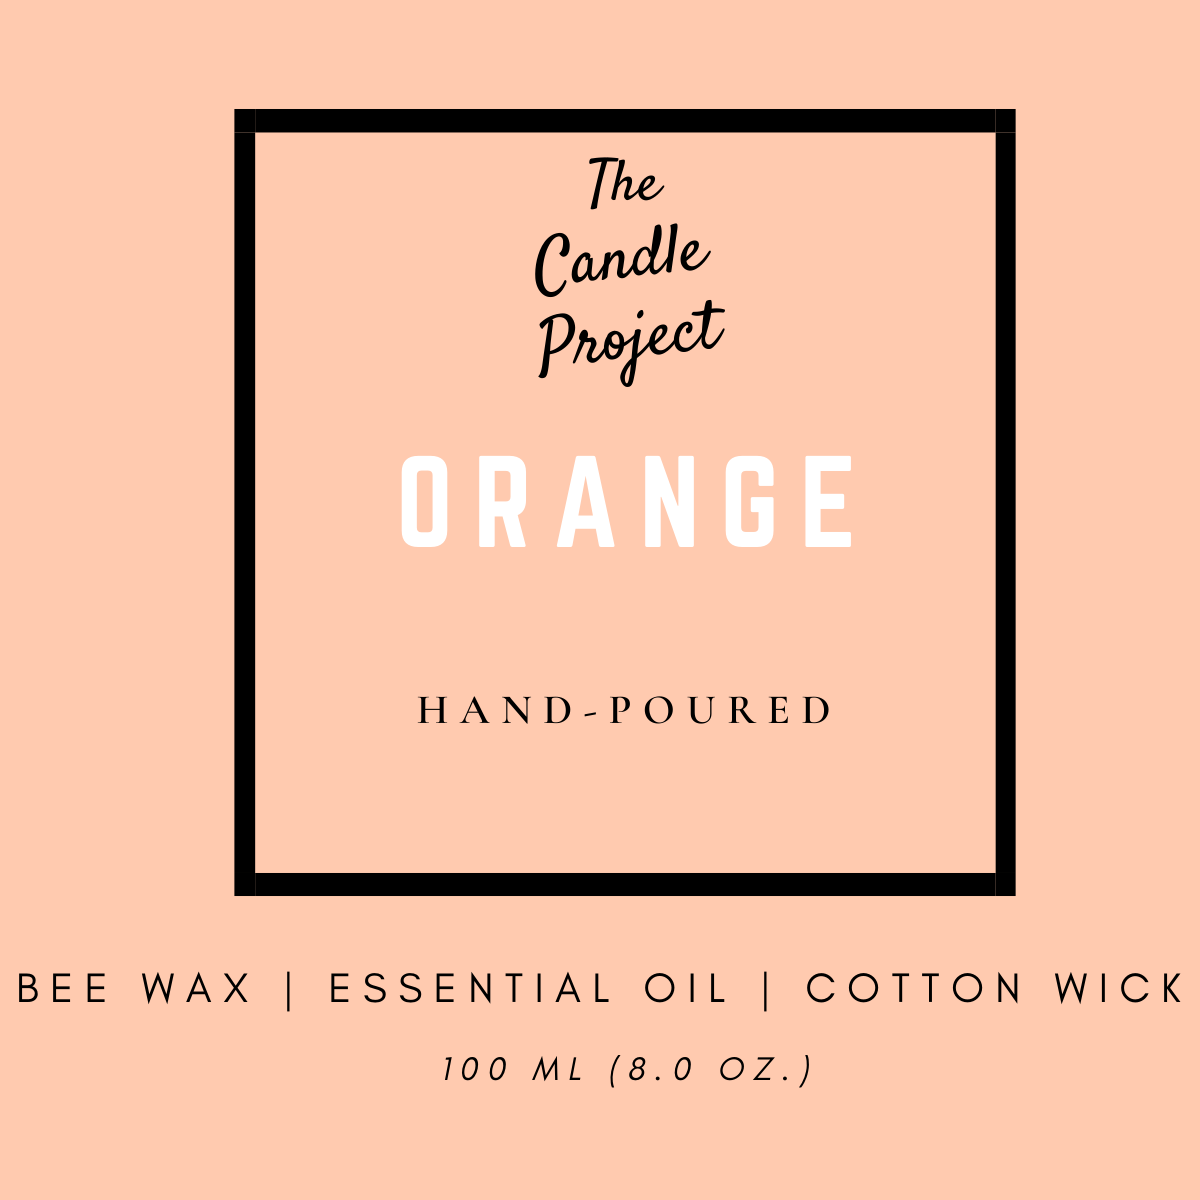 The
Candle
Project
ORANGE
HAND-POURED
BEE WAX | ESSENTIAL OIL | COTTON WICK
100 ML (8.0 OZ.)